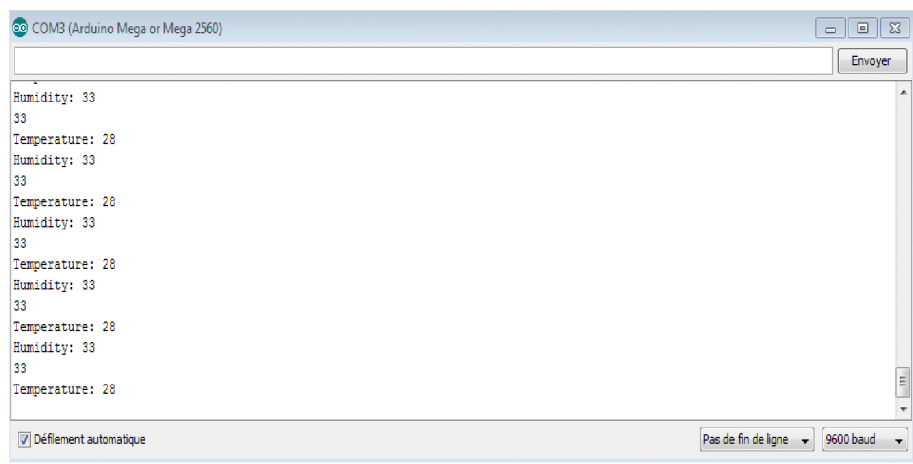 COM3 (Arduino Mega or Mega 2560)
Envoyer
Humidity: 33
33
Temperature: 28
Humidity: 33
33
Temperature: 28
Humidity: 33
33
Temperature: 28
Humidity: 33
33
Temperature: 28
Humidity: 33
33
Temperature: 28
Défilement automatique
Pas de fin de ligne
9600 baud